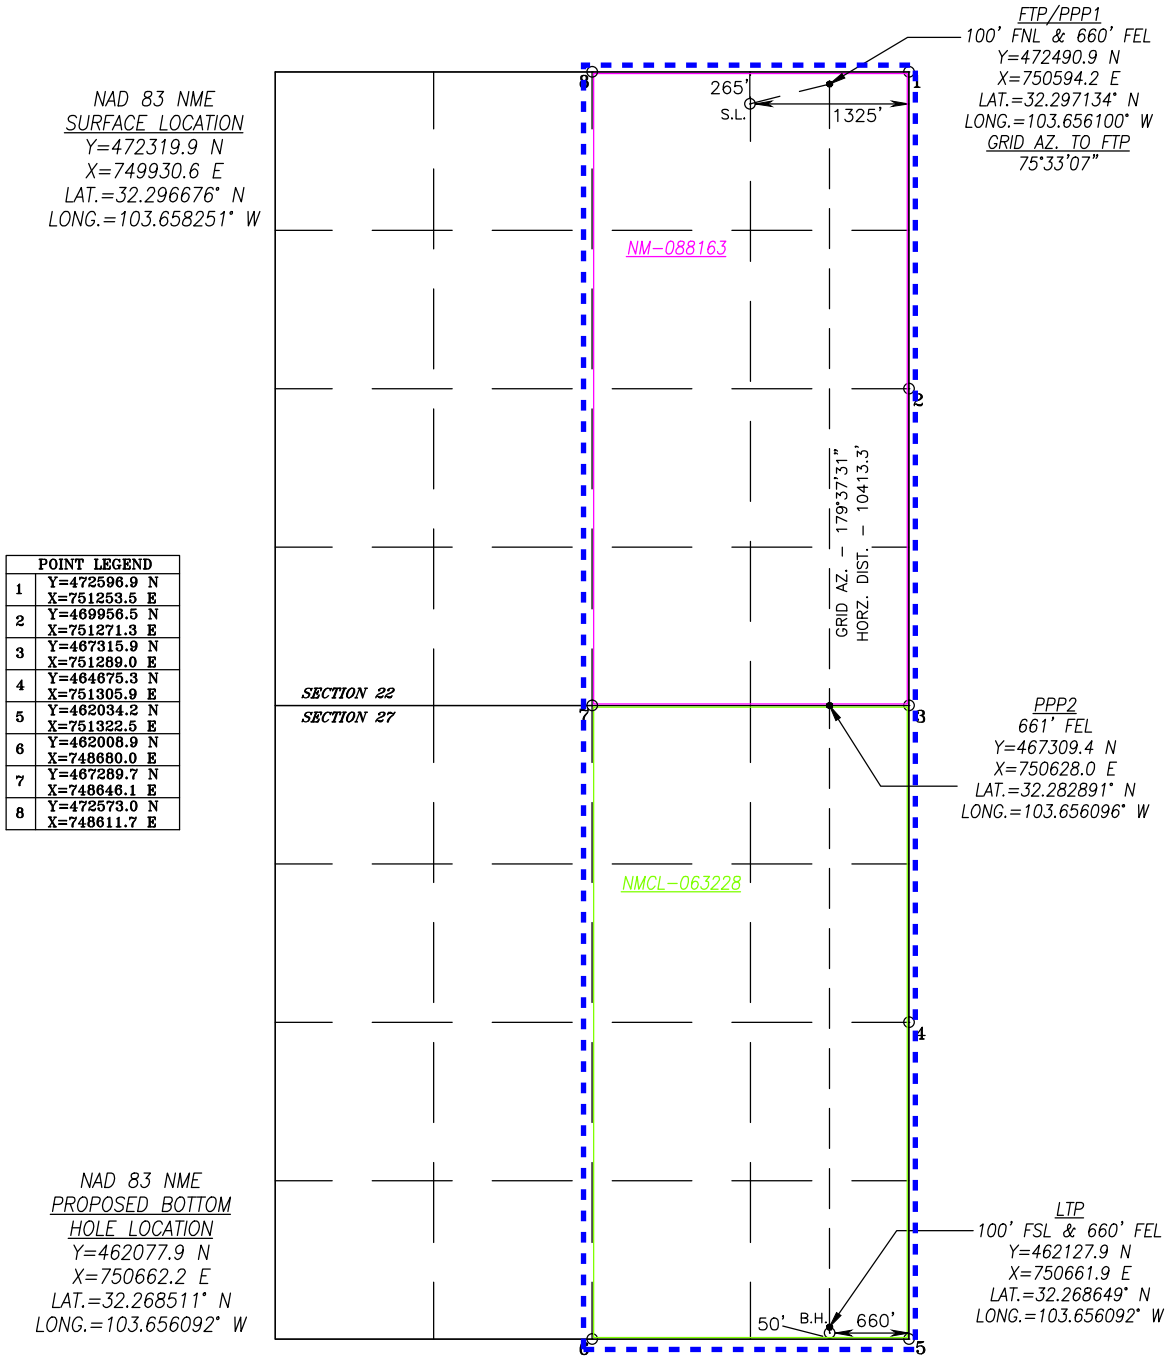 FTP/PPP1
100' FNL & 660' FEL
Y=472490.9 N
X=750594.2 E
LAT.=32.297134° N
LONG.=103.656100° W
GRID AZ. TO FTP
75°33'07"
NAD 83 NME
SURFACE LOCATION
Y=472319.9 N
X=749930.6 E
LAT.=32.296676° N
LONG.=103.658251° W
8
265'
S.L.
1325'
1
NM-088163
2
GRID AZ. - 179°37'31"
HORZ. DIST. - 10413.3'
POINT LEGEND
1 Y=472596.9 N
X=751253.5 E
2 Y=469956.5 N
X=751271.3 E
3 Y=467315.9 N
X=751289.0 E
4 Y=464675.3 N
X=751305.9 E
5 Y=462034.2 N
X=751322.5 E
6 Y=462008.9 N
X=748680.0 E
7 Y=467289.7 N
X=748646.1 E
8 Y=472573.0 N
X=748611.7 E
SECTION 22
SECTION 27
7
3
PPP2
661' FEL
Y=467309.4 N
X=750628.0 E
LAT.=32.282891° N
LONG.=103.656096° W
NMCL-063228
4
NAD 83 NME
PROPOSED BOTTOM
HOLE LOCATION
Y=462077.9 N
X=750662.2 E
LAT.=32.268511° N
LONG.=103.656092° W
LTP
100' FSL & 660' FEL
Y=462127.9 N
X=750661.9 E
LAT.=32.268649° N
LONG.=103.656092° W
50'
B.H.
660'
6
5